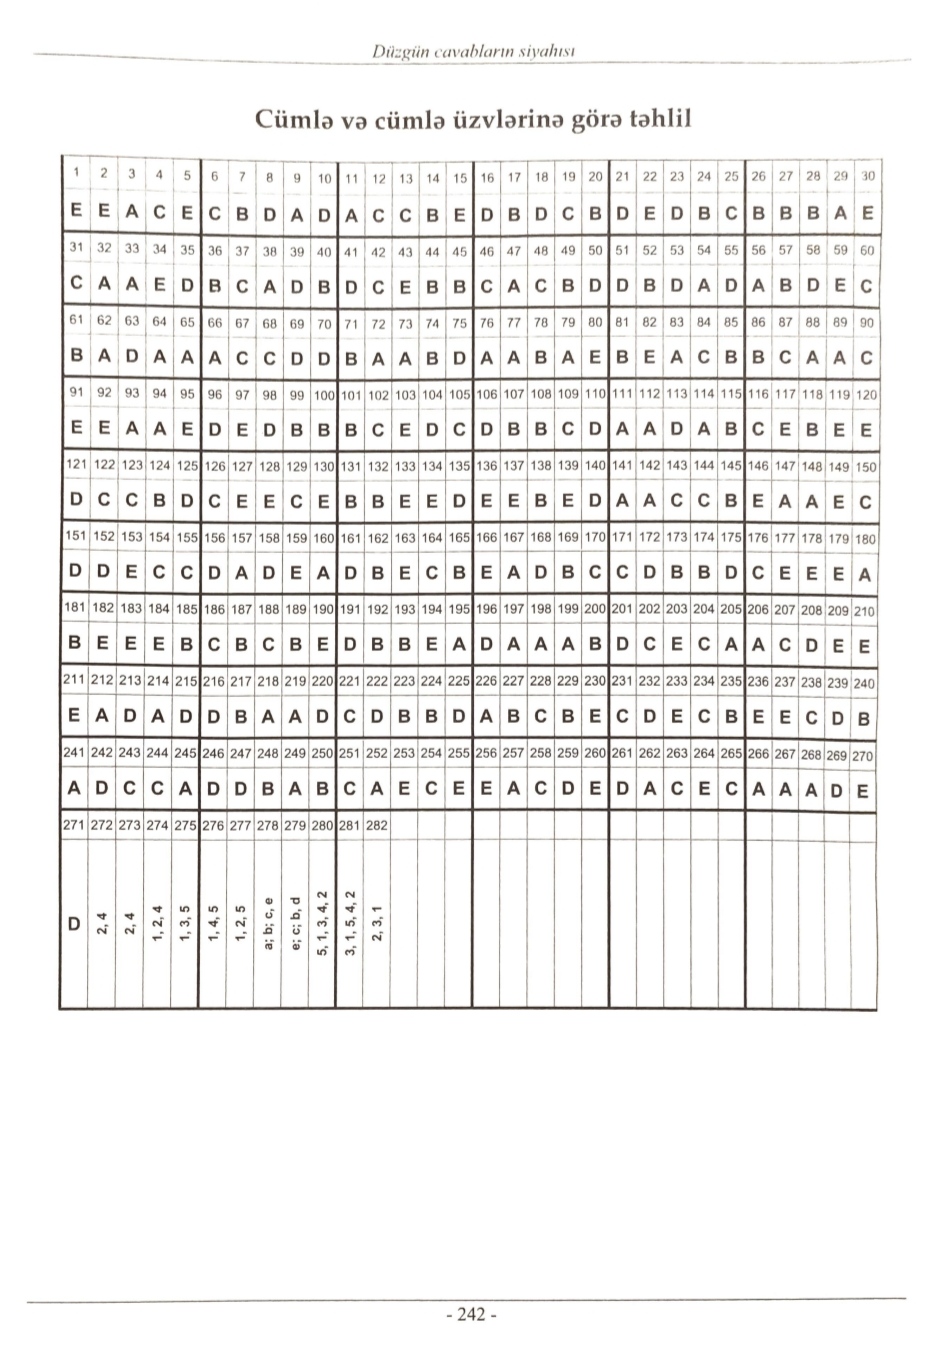 Düzgün cavabların siyahısı
Cümlə və cümlə üzvlərinə görə təhlil
1 2 3 4 5 6 7 8 9 10 11 12 13 14 15 16 17 18 19 20 21 22 23 24 25 26 27 28 29 30
E E A C E C B D A D A C C B E D B D C B D E D B C B B B A E
31 32 33 34 35 36 37 38 39 40 41 42 43 44 45 46 47 48 49 50 51 52 53 54 55 56 57 58 59 60
C A A E D B C A D B D C E B B C A C B D D B D A D A B D E C
61 62 63 64 65 66 67 68 69 70 71 72 73 74 75 76 77 78 79 80 81 82 83 84 85 86 87 88 89 90
B A D A A A C C D D B A A B D A A B A E B E A C B B C A A C
91 92 93 94 95 96 97 98 99 100 101 102 103 104 105 106 107 108 109 110 111 112 113 114 115 116 117 118 119 120
E E A A E D E D B B B C E D C D B B C D A A D A B C E B E E
121 122 123 124 125 126 127 128 129 130 131 132 133 134 135 136 137 138 139 140 141 142 143 144 145 146 147 148 149 150
D C C B D C E E C E B B E E D E E B E D A A C C B E A A E C
151 152 153 154 155 156 157 158 159 160 161 162 163 164 165 166 167 168 169 170 171 172 173 174 175 176 177 178 179 180
D D E C C D A D E A D B E C B E A D B C C D B B D C E E E A
181 182 183 184 185 186 187 188 189 190 191 192 193 194 195 196 197 198 199 200 201 202 203 204 205 206 207 208 209 210
B E E E B C B C B E D B B E A D A A A B D C E C A A C D E E
211 212 213 214 215 216 217 218 219 220 221 222 223 224 225 226 227 228 229 230 231 232 233 234 235 236 237 238 239 240
E A D A D D B A A D C D B B D A B C B E C D E C B E E C D B
241 242 243 244 245 246 247 248 249 250 251 252 253 254 255 256 257 258 259 260 261 262 263 264 265 266 267 268 269 270
A D C C A D D B A B C A E C E E A C D E D A C E C A A A D E
271 272 273 274 275 276 277 278 279 280 281 282
D 2, 4 2, 4 1, 2, 4 1, 3, 5 1, 4, 5 1, 2, 5 a; b; c, e e; c; b, d 5, 1, 3, 4, 2 3, 1, 5, 4, 2 2, 3, 1
- 242 -